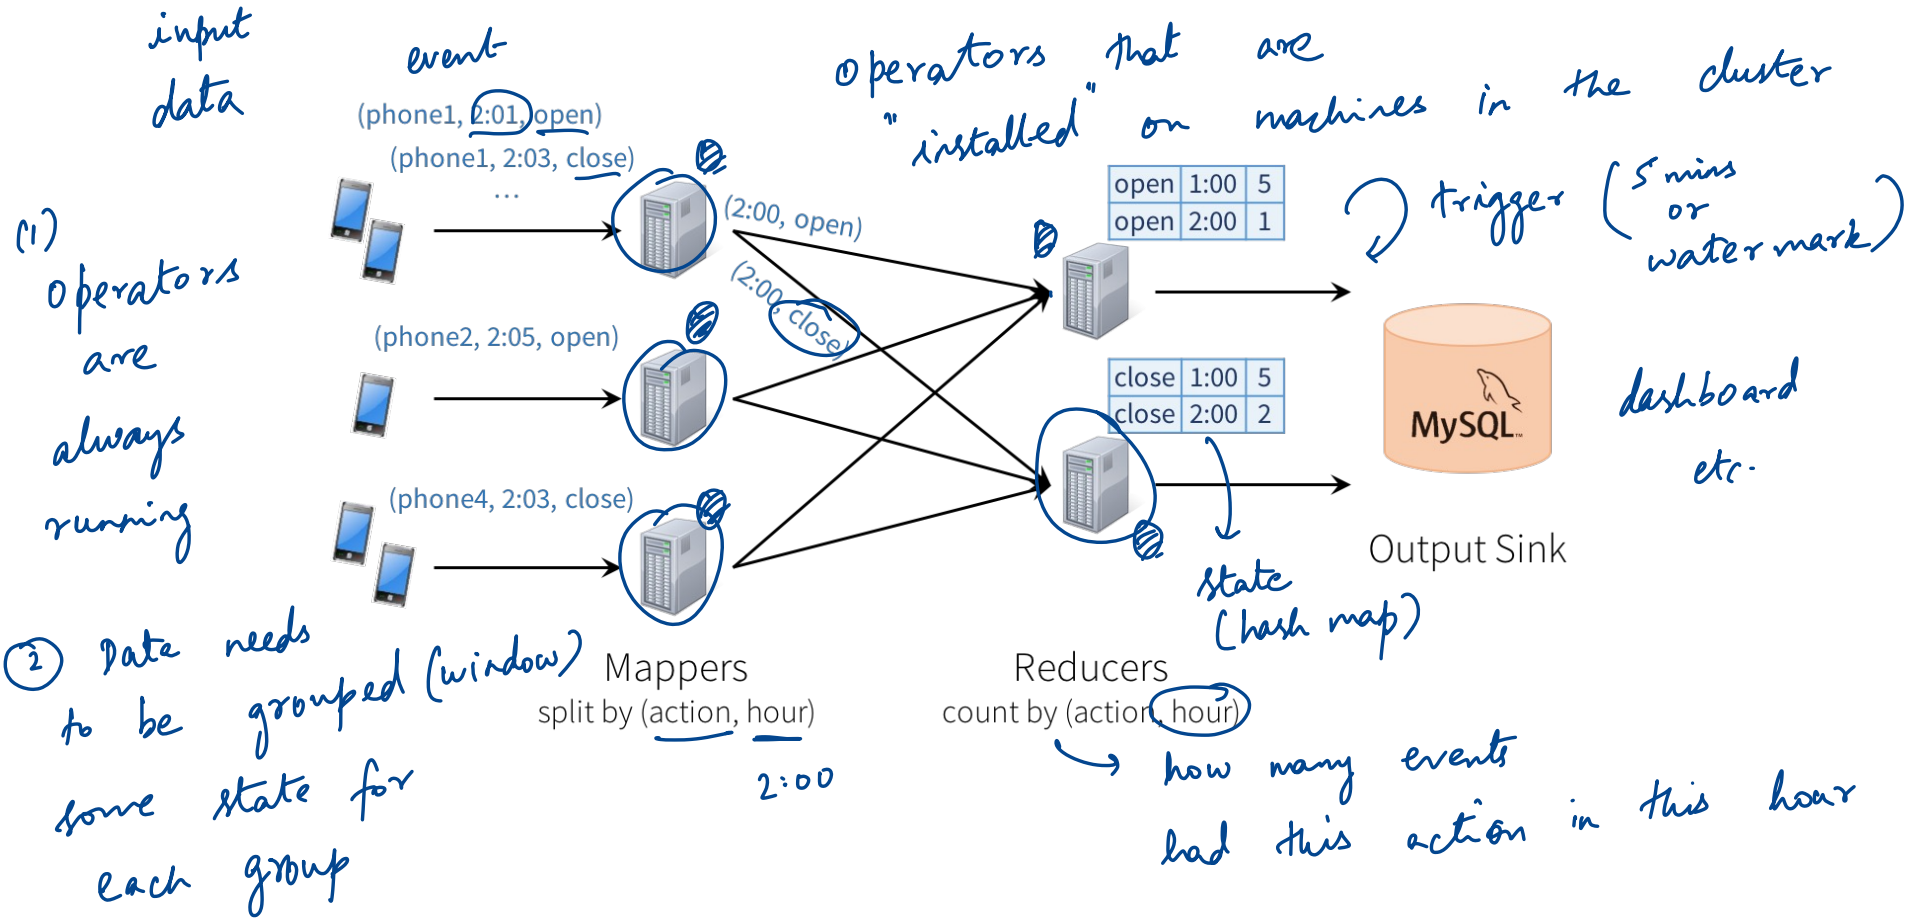 input
data
event
(phone1, 2:01, open)
(phone1, 2:03, close)
...
operators "that are
"installed" on machines in the cluster
(1)
operators
are
always
running
(2:00, open)
(2:00, close)
open 1:00 5
open 2:00 1
trigger (5 mins
or
watermark)
(phone2, 2:05, open)
close 1:00 5
close 2:00 2
MySQL™
dashboard
etc.
(phone4, 2:03, close)
Output Sink
state
(hash map)
2 Data needs
to be grouped (window)
some state for
each group
Mappers
split by (action, hour)
2:00
Reducers
count by (action, hour)
how many events
had this action in this hour